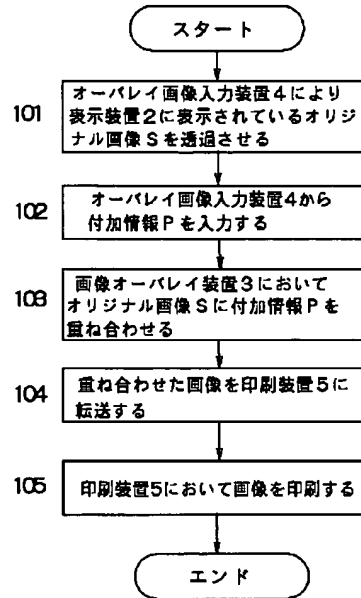 スタート
101
オーバレイ画像入力装置4により
表示装置2に表示されているオリジ
ナル画像Sを透過させる
102
オーバレイ画像入力装置4から
付加情報Pを入力する
103
画像オーバレイ装置3において
オリジナル画像Sに付加情報Pを
重ね合わせる
104
重ね合わせた画像を印刷装置5に
転送する
105
印刷装置5において画像を印刷する
エンド